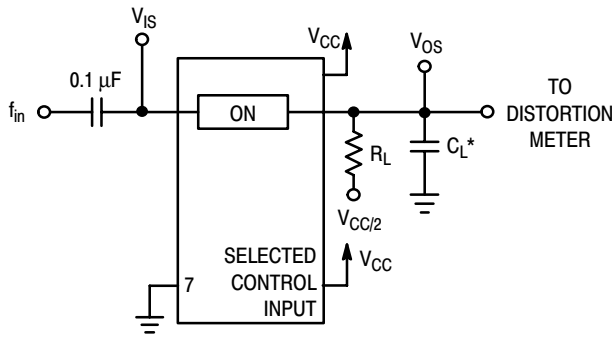 V_IS
V_CC
V_OS
0.1 μF
f_in
ON
TO
DISTORTION
METER
R_L
C_L*
V_CC/2
SELECTED
CONTROL
INPUT
V_CC
7